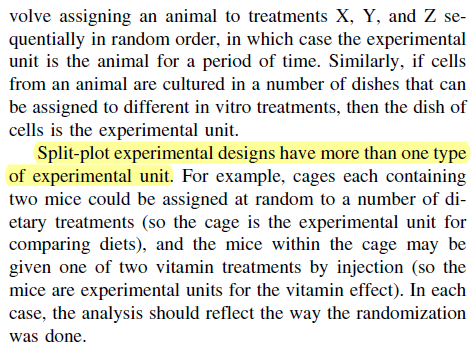 volve assigning an animal to treatments X, Y, and Z se-
quentially in random order, in which case the experimental
unit is the animal for a period of time. Similarly, if cells
from an animal are cultured in a number of dishes that can
be assigned to different in vitro treatments, then the dish of
cells is the experimental unit.
Split-plot experimental designs have more than one type
of experimental unit. For example, cages each containing
two mice could be assigned at random to a number of di-
etary treatments (so the cage is the experimental unit for
comparing diets), and the mice within the cage may be
given one of two vitamin treatments by injection (so the
mice are experimental units for the vitamin effect). In each
case, the analysis should reflect the way the randomization
was done.